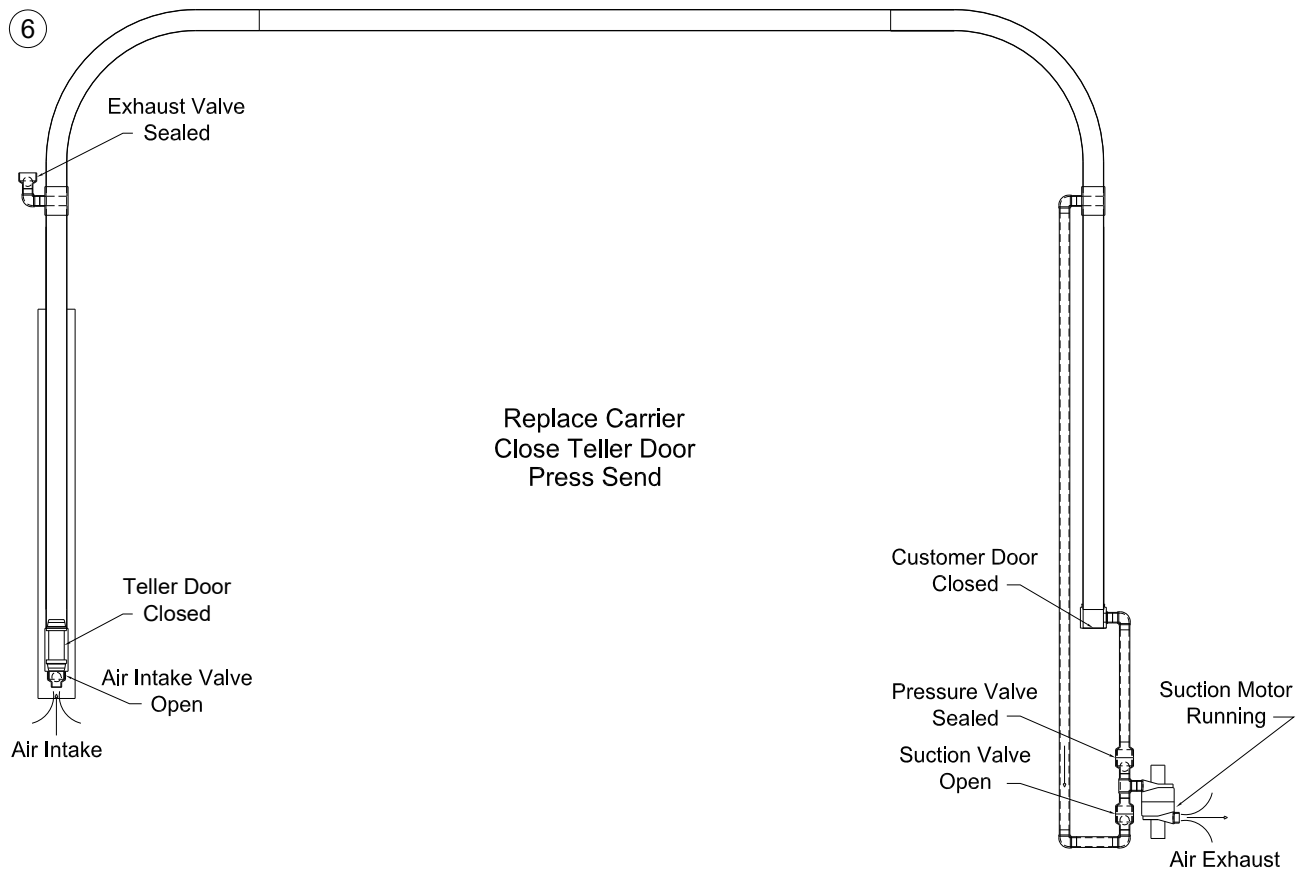 6
Exhaust Valve
Sealed
Replace Carrier
Close Teller Door
Press Send
Teller Door
Closed
Air Intake Valve
Open
Air Intake
Customer Door
Closed
Pressure Valve
Sealed
Suction Valve
Open
Suction Motor
Running
Air Exhaust